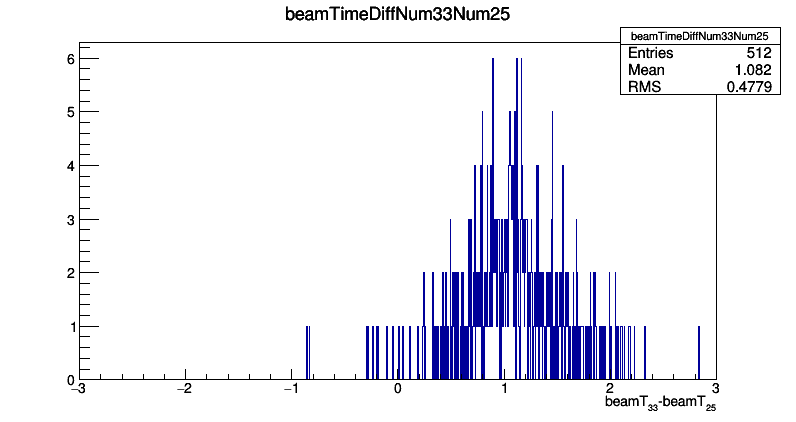 beamTimeDiffNum33Num25
beamTimeDiffNum33Num25
Entries 512
Mean 1.082
RMS 0.4779
6
5
4
3
2
1
0
−3 −2 −1 0 1 2 3
beamT33-beamT25